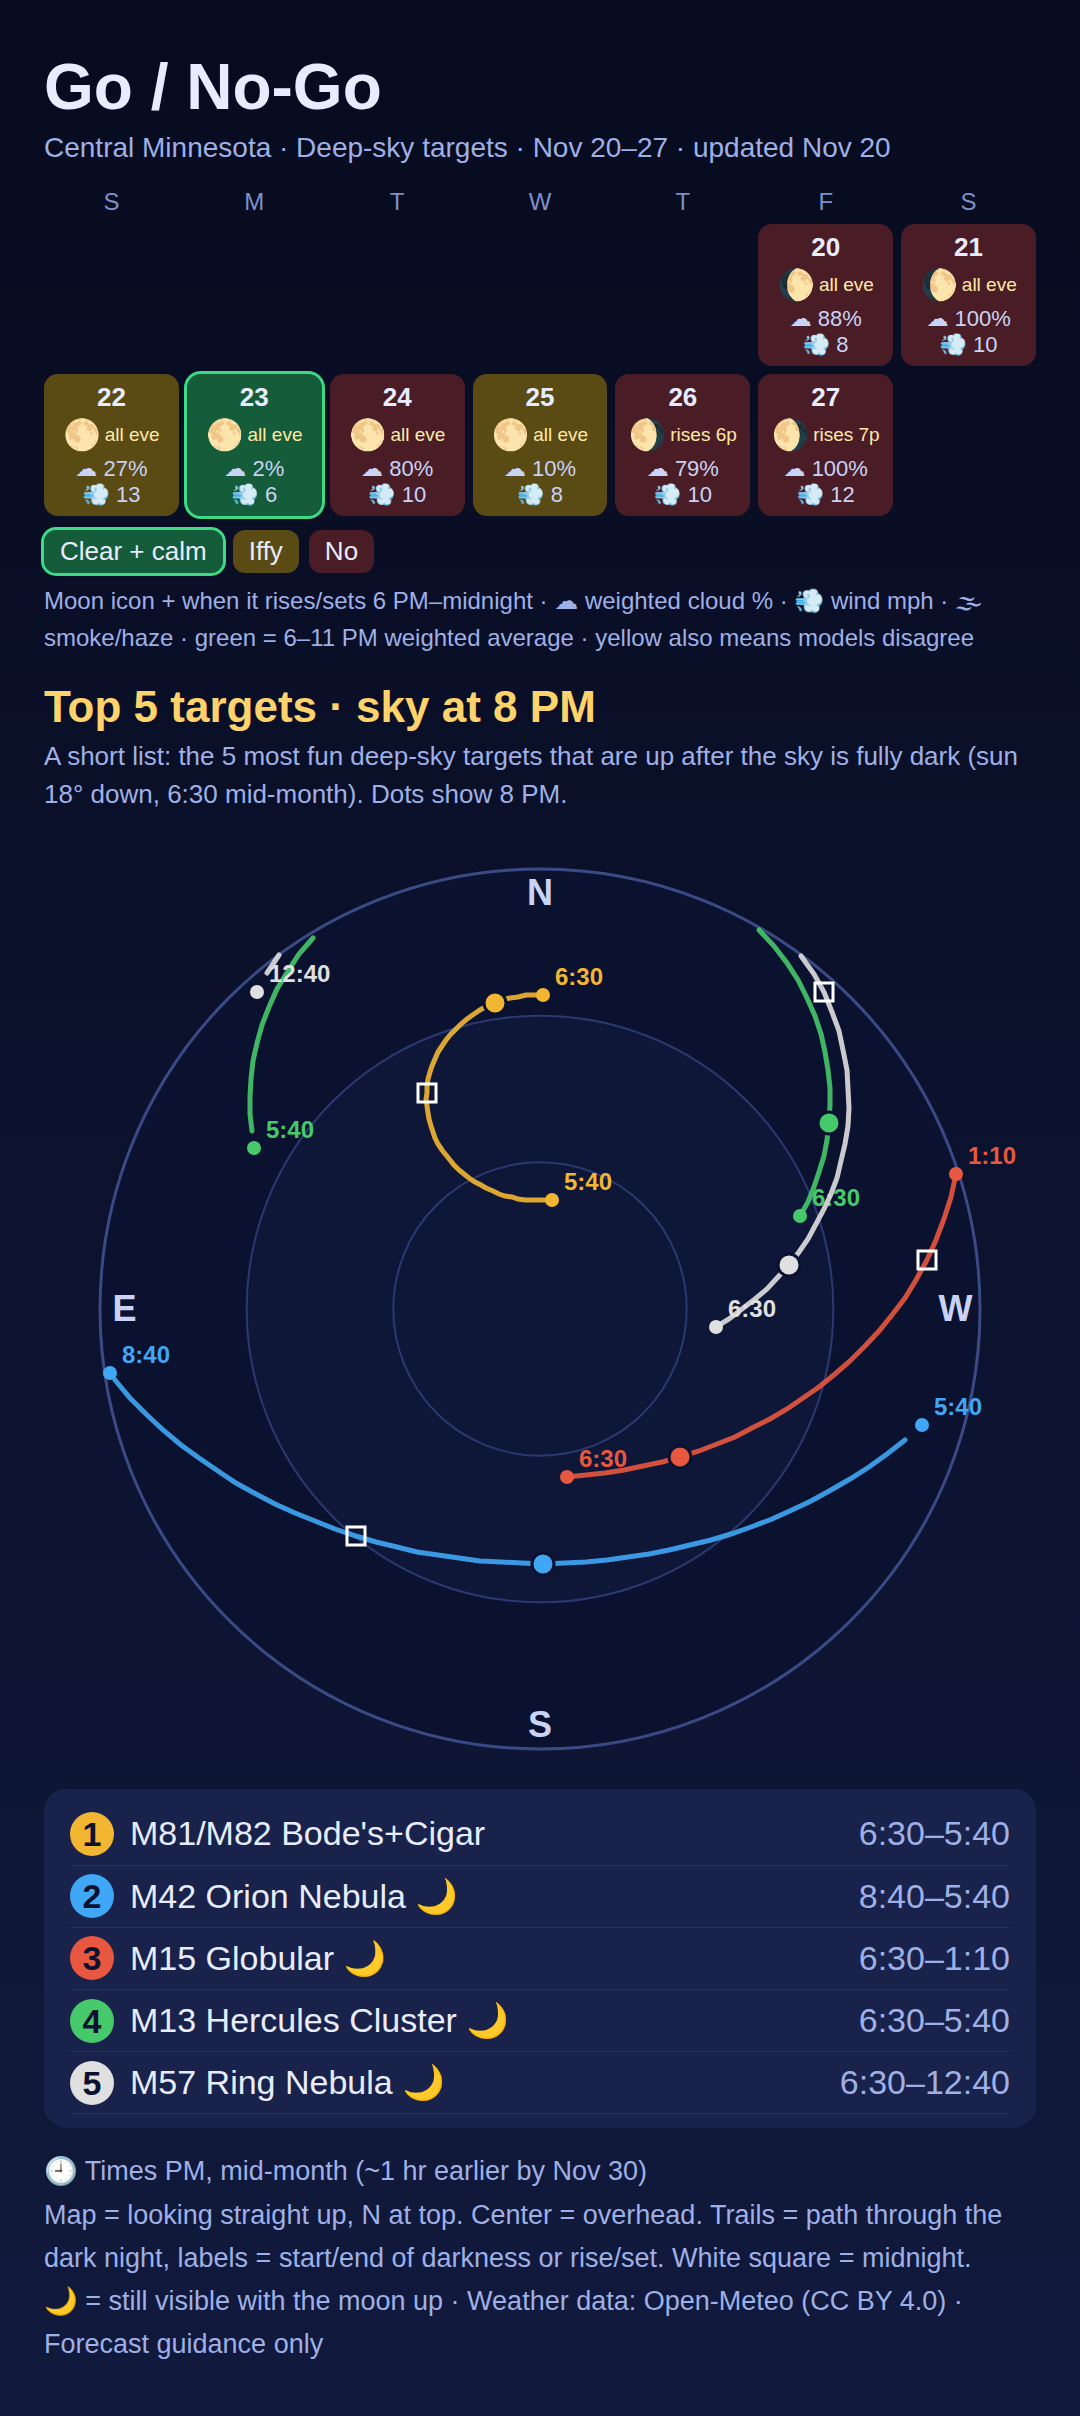 Go / No-Go
Central Minnesota · Deep-sky targets · Nov 20–27 · updated Nov 20
S M T W T F S
20 21
all eve all eve
88% 100%
8 10
22 23 24 25 26 27
all eve all eve all eve all eve rises 6p rises 7p
27% 2% 80% 10% 79% 100%
13 6 10 8 10 12
Clear + calm Iffy No
Moon icon + when it rises/sets 6 PM–midnight · ☁ weighted cloud % · 💨 wind mph · 🌫
smoke/haze · green = 6–11 PM weighted average · yellow also means models disagree
Top 5 targets · sky at 8 PM
A short list: the 5 most fun deep-sky targets that are up after the sky is fully dark (sun
18° down, 6:30 mid-month). Dots show 8 PM.
N
12:40 6:30
5:40
1:10
5:40
6:30
E 6:30 W
8:40
5:40
6:30
S
1 M81/M82 Bode's+Cigar 6:30–5:40
2 M42 Orion Nebula 🌙 8:40–5:40
3 M15 Globular 🌙 6:30–1:10
4 M13 Hercules Cluster 🌙 6:30–5:40
5 M57 Ring Nebula 🌙 6:30–12:40
🕘 Times PM, mid-month (~1 hr earlier by Nov 30)
Map = looking straight up, N at top. Center = overhead. Trails = path through the
dark night, labels = start/end of darkness or rise/set. White square = midnight.
🌙 = still visible with the moon up · Weather data: Open-Meteo (CC BY 4.0) ·
Forecast guidance only